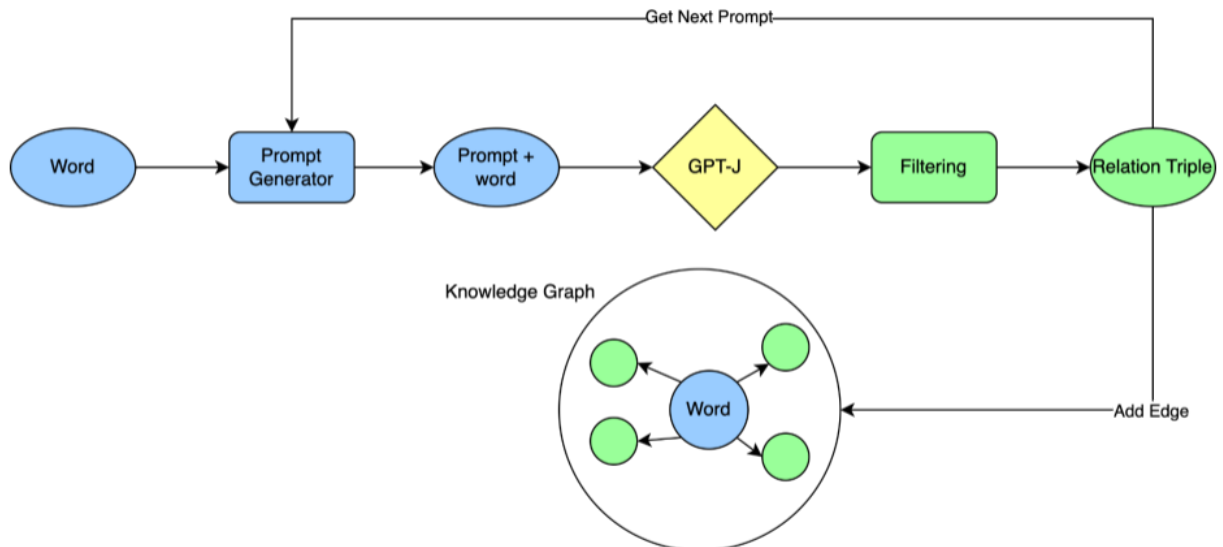 Get Next Prompt
Word
Prompt
Generator
Prompt +
word
GPT-J
Filtering
Relation Triple
Knowledge Graph
Word
Add Edge